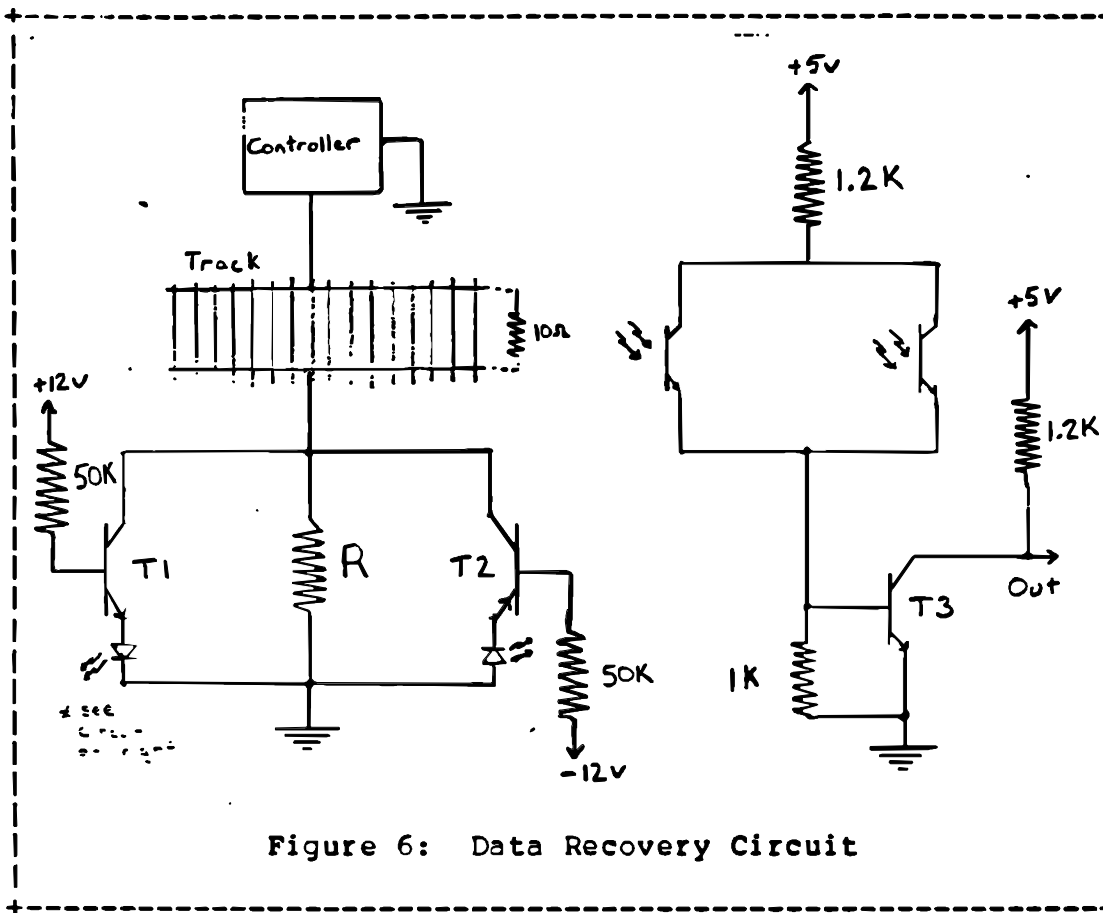 +5v
Controller
1.2K
Track
10Ω
+5v
+12v
50K
1.2K
T1
R
T2
Out
T3
50K
1K
* see
-12v
Figure 6: Data Recovery Circuit